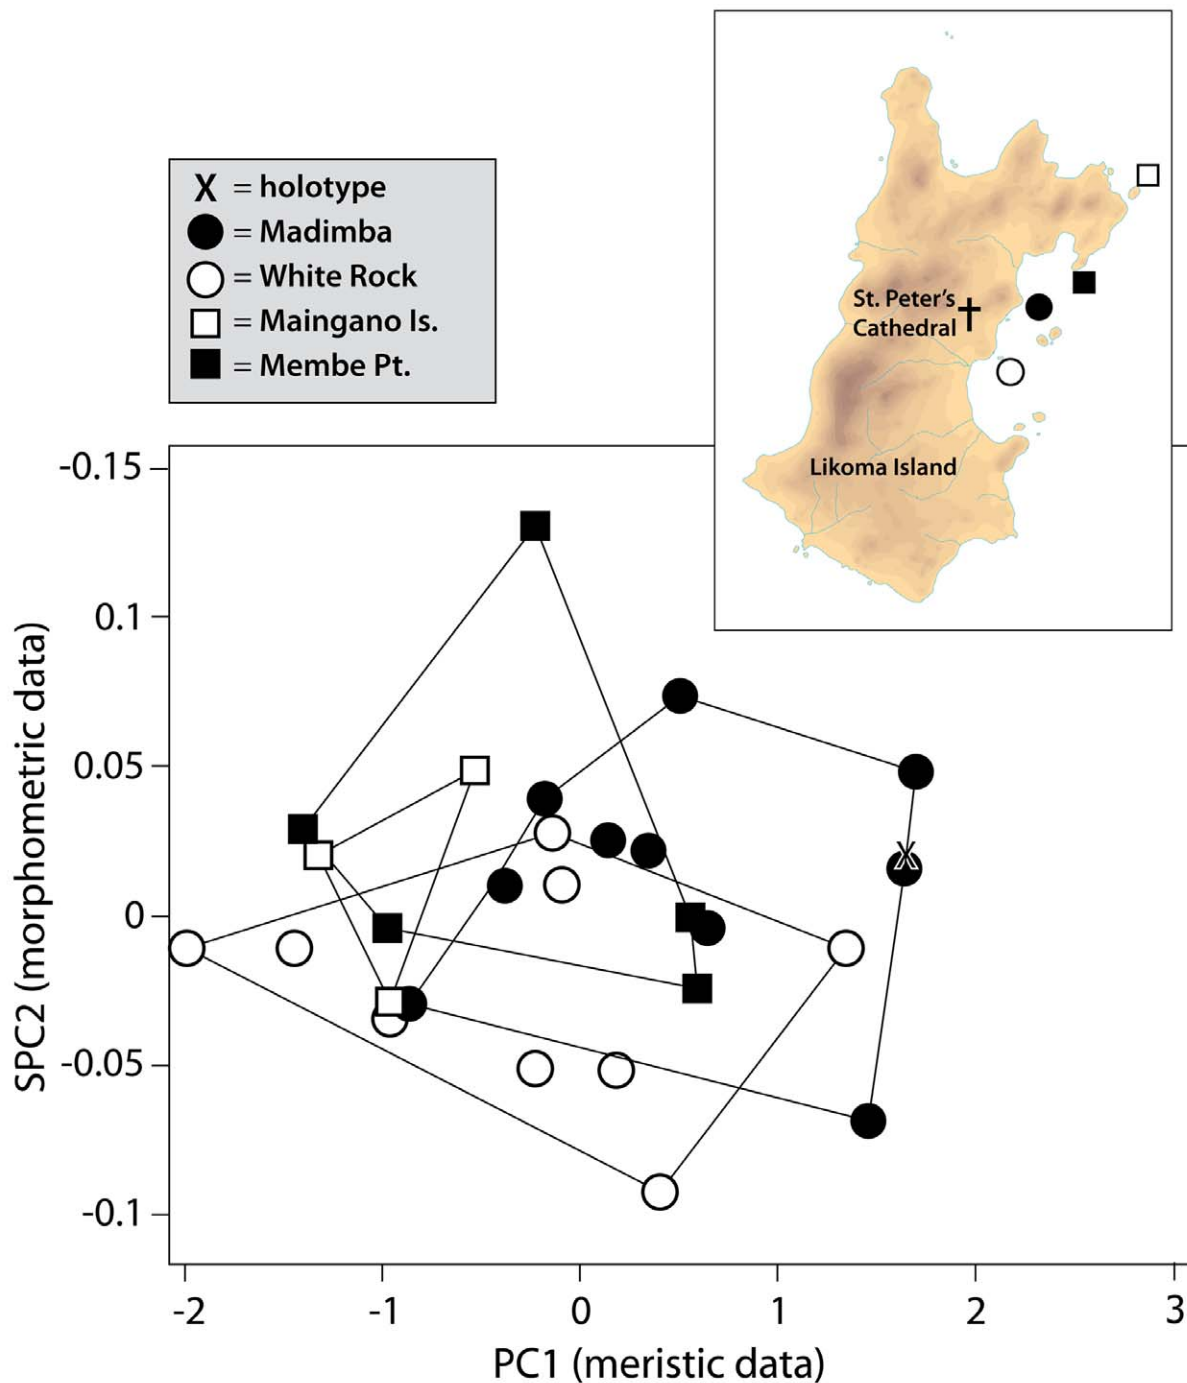 X = holotype
= Madimba
= White Rock
= Maingano Is.
= Membe Pt.
St. Peter's
Cathedral
Likoma Island
-0.15
0.1
0.05
0
-0.05
-0.1
SPC2 (morphometric data)
X
-2 -1 0 1 2 3
PC1 (meristic data)